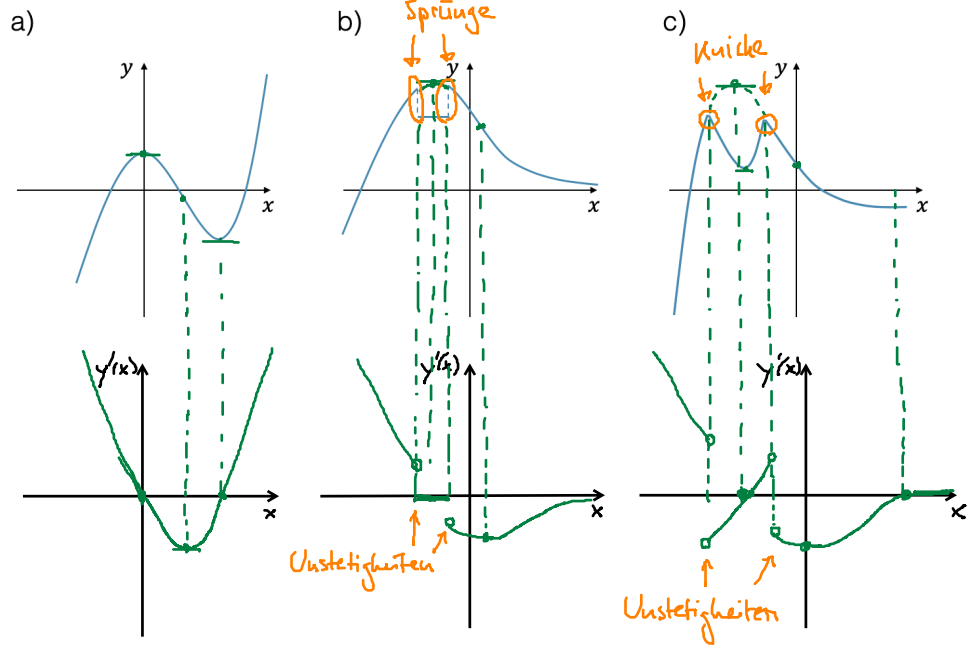 a)
b)
c)
Sprünge
Knicke
y
y
y
x
x
x
y'(x)
y'(x)
y'(x)
x
x
x
Unstetigkeiten
Unstetigkeiten